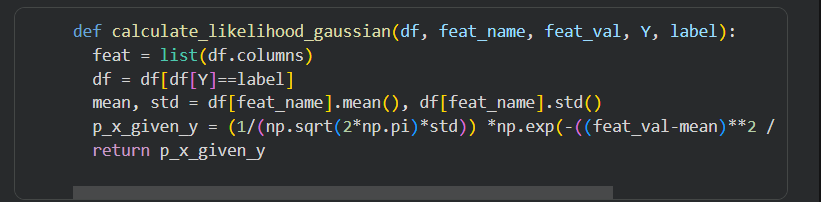 def calculate_likelihood_gaussian(df, feat_name, feat_val, Y, label):
feat = list(df.columns)
df = df[df[Y]==label]
mean, std = df[feat_name].mean(), df[feat_name].std()
p_x_given_y = (1/(np.sqrt(2*np.pi)*std)) *np.exp(-((feat_val-mean)**2 /
return p_x_given_y